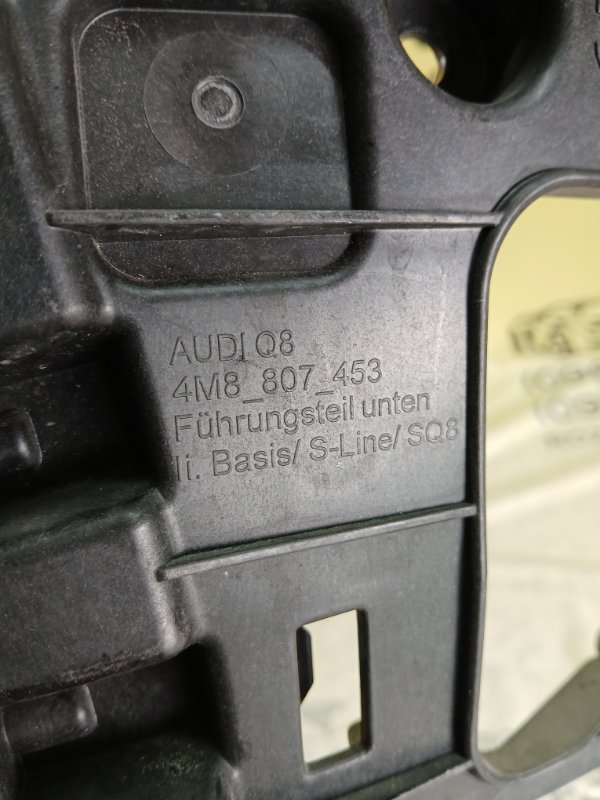 AUDI Q8
4M8_807_453
Führungsteil unten
li. Basis/ S-Line/ SQ8